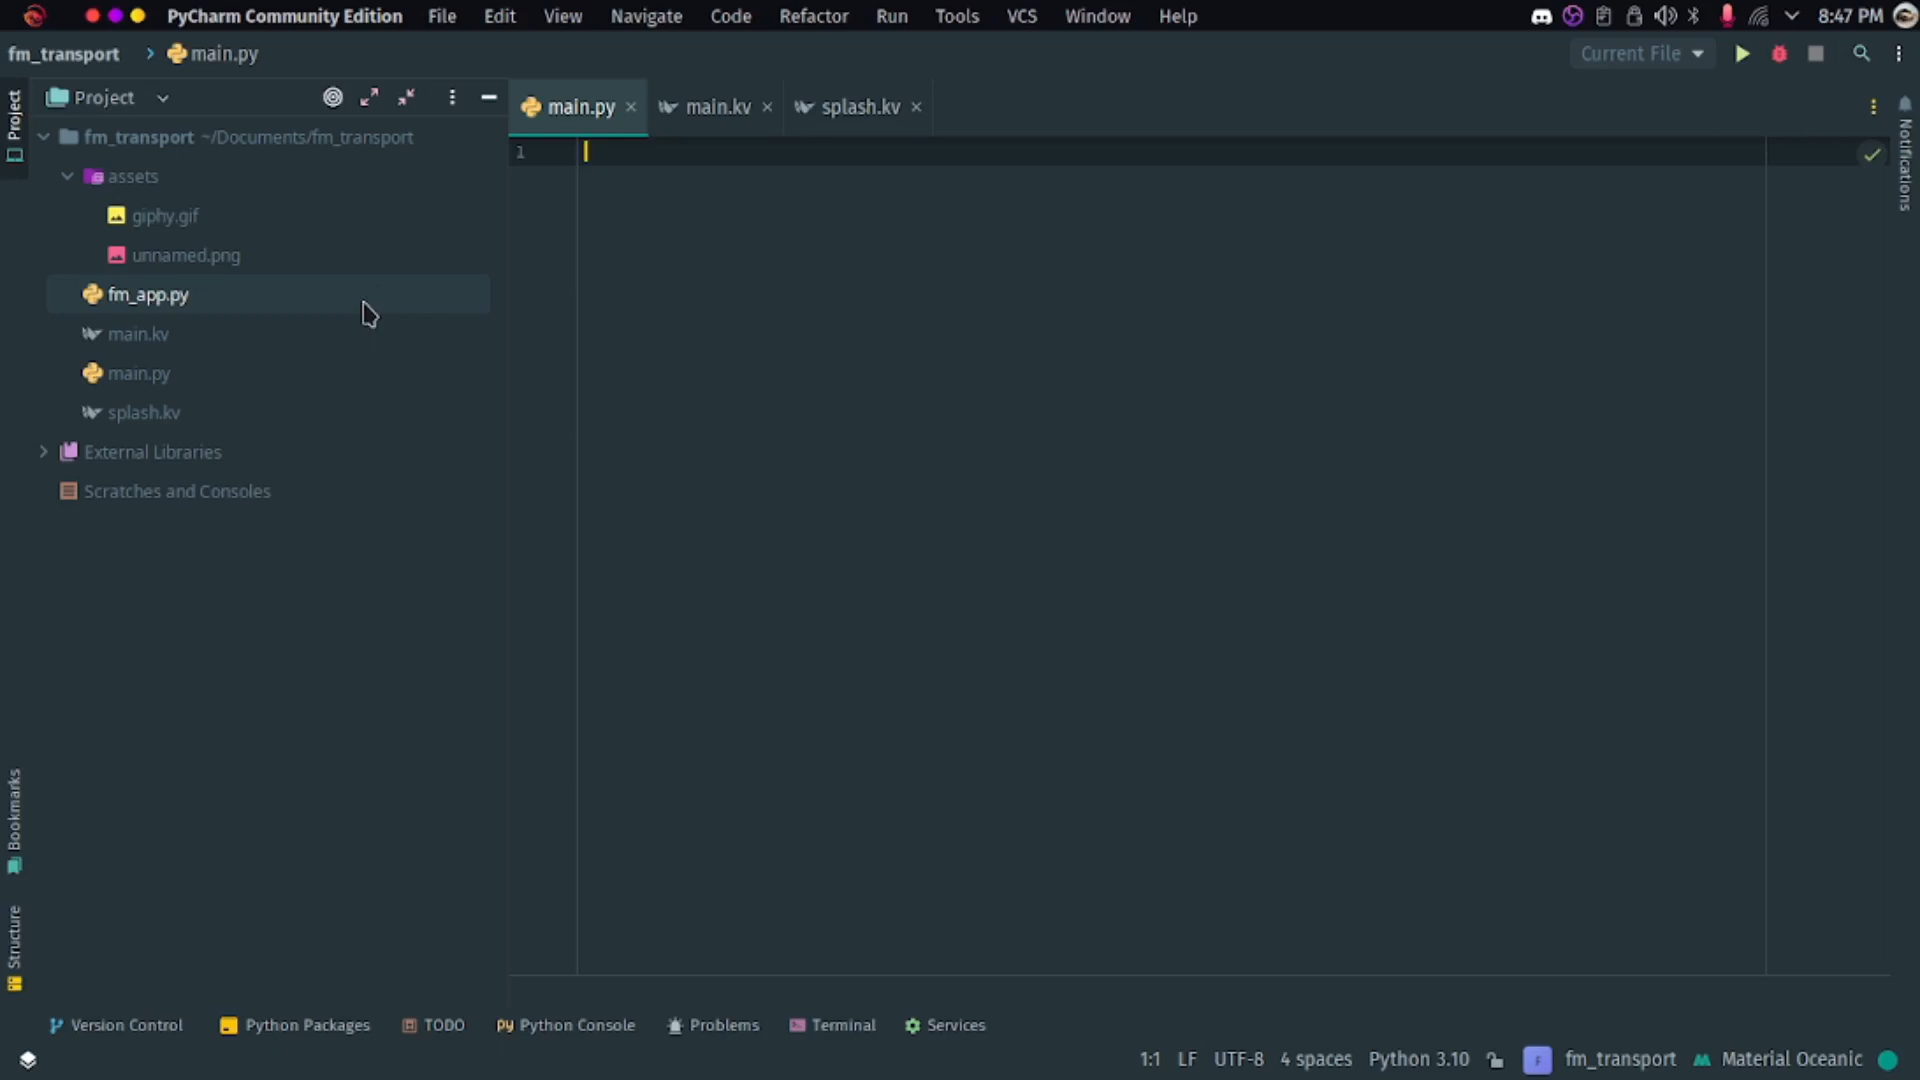 PyCharm Community Edition File Edit View Navigate Code Refactor Run Tools VCS Window Help 8:47 PM
fm_transport main.py Current File
Project
Project
main.py main.kv splash.kv
fm_transport ~/Documents/fm_transport
1
assets
giphy.gif
unnamed.png
fm_app.py
main.kv
main.py
splash.kv
External Libraries
Scratches and Consoles
Notifications
Bookmarks
Structure
Version Control Python Packages TODO Python Console Problems Terminal Services
1:1 LF UTF-8 4 spaces Python 3.10 F fm_transport Material Oceanic